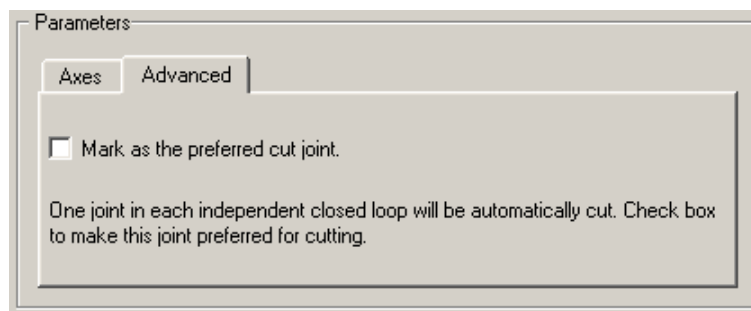 Parameters
Axes Advanced
Mark as the preferred cut joint.
One joint in each independent closed loop will be automatically cut. Check box
to make this joint preferred for cutting.